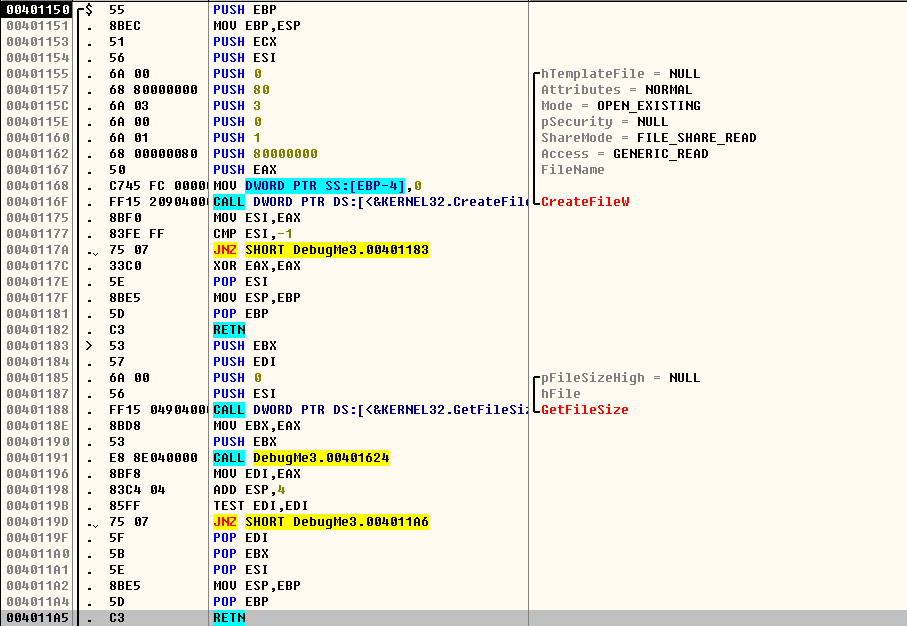 00401150 $ 55 PUSH EBP
00401151 . 8BEC MOV EBP,ESP
00401153 . 51 PUSH ECX
00401154 . 56 PUSH ESI
00401155 . 6A 00 PUSH 0 hTemplateFile = NULL
00401157 . 68 80000000 PUSH 80 Attributes = NORMAL
0040115C . 6A 03 PUSH 3 Mode = OPEN_EXISTING
0040115E . 6A 00 PUSH 0 pSecurity = NULL
00401160 . 6A 01 PUSH 1 ShareMode = FILE_SHARE_READ
00401162 . 68 00000080 PUSH 80000000 Access = GENERIC_READ
00401167 . 50 PUSH EAX FileName
00401168 . C745 FC 0000 MOV DWORD PTR SS:[EBP-4],0
0040116F . FF15 20904000 CALL DWORD PTR DS:[<&KERNEL32.CreateFile CreateFileW
00401175 . 8BF0 MOV ESI,EAX
00401177 . 83FE FF CMP ESI,-1
0040117A . 75 07 JNZ SHORT DebugMe3.00401183
0040117C . 33C0 XOR EAX,EAX
0040117E . 5E POP ESI
0040117F . 8BE5 MOV ESP,EBP
00401181 . 5D POP EBP
00401182 . C3 RETN
00401183 > 53 PUSH EBX
00401184 . 57 PUSH EDI
00401185 . 6A 00 PUSH 0 pFileSizeHigh = NULL
00401187 . 56 PUSH ESI hFile
00401188 . FF15 04904000 CALL DWORD PTR DS:[<&KERNEL32.GetFileSiz GetFileSize
0040118E . 8BD8 MOV EBX,EAX
00401190 . 53 PUSH EBX
00401191 . E8 8E040000 CALL DebugMe3.00401624
00401196 . 8BF8 MOV EDI,EAX
00401198 . 83C4 04 ADD ESP,4
0040119B . 85FF TEST EDI,EDI
0040119D . 75 07 JNZ SHORT DebugMe3.004011A6
0040119F . 5F POP EDI
004011A0 . 5B POP EBX
004011A1 . 5E POP ESI
004011A2 . 8BE5 MOV ESP,EBP
004011A4 . 5D POP EBP
004011A5 . C3 RETN